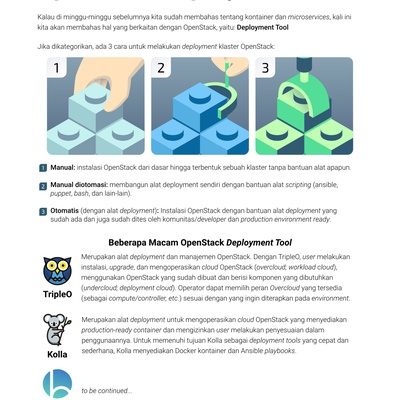 Kalau di minggu-minggu sebelumnya kita sudah membahas tentang kontainer dan microservices, kali ini
kita akan membahas hal yang berkaitan dengan OpenStack, yaitu: Deployment Tool
Jika dikategorikan, ada 3 cara untuk melakukan deployment klaster OpenStack:
1 2 3
1 Manual: instalasi OpenStack dari dasar hingga terbentuk sebuah klaster tanpa bantuan alat apapun.
2 Manual diotomasi: membangun alat deployment sendiri dengan bantuan alat scripting (ansible,
puppet, bash, dan lain-lain).
3 Otomatis (dengan alat deployment): Instalasi OpenStack dengan bantuan alat deployment yang
sudah ada dan juga sudah dites oleh komunitas/developer dan production environment ready.
Beberapa Macam OpenStack Deployment Tool
Merupakan alat deployment dan manajemen OpenStack. Dengan TripleO, user melakukan
instalasi, upgrade, dan mengoperasikan cloud OpenStack (overcloud; workload cloud),
menggunakan OpenStack yang sudah dibuat dan berisi komponen yang dibutuhkan
(undercloud; deployment cloud). Operator dapat memilih peran Overcloud yang tersedia
(sebagai compute/controller, etc.) sesuai dengan yang ingin diterapkan pada environment.
TripleO
Merupakan alat deployment untuk mengoperasikan cloud OpenStack yang menyediakan
production-ready container dan mengizinkan user melakukan penyesuaian dalam
penggunaannya. Untuk memenuhi tujuan Kolla sebagai deployment tools yang cepat dan
sederhana, Kolla menyediakan Docker kontainer dan Ansible playbooks.
Kolla
to be continued...